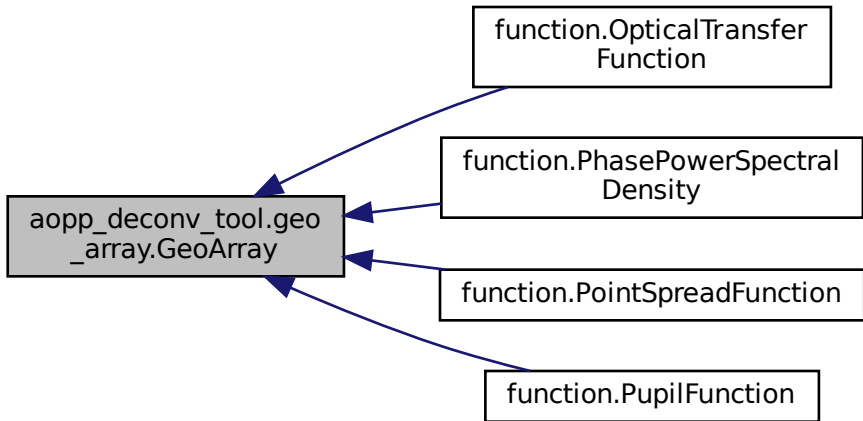 function.OpticalTransfer
Function
function.PhasePowerSpectral
Density
aopp_deconv_tool.geo
_array.GeoArray
function.PointSpreadFunction
function.PupilFunction